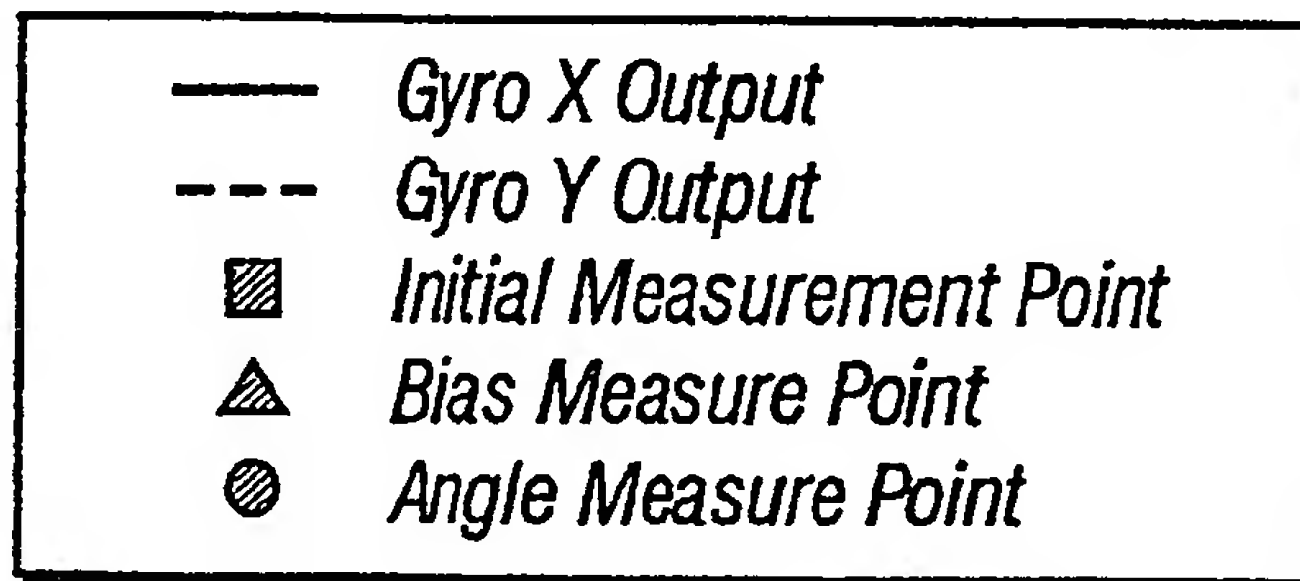 Gyro X Output
Gyro Y Output
Initial Measurement Point
Bias Measure Point
Angle Measure Point